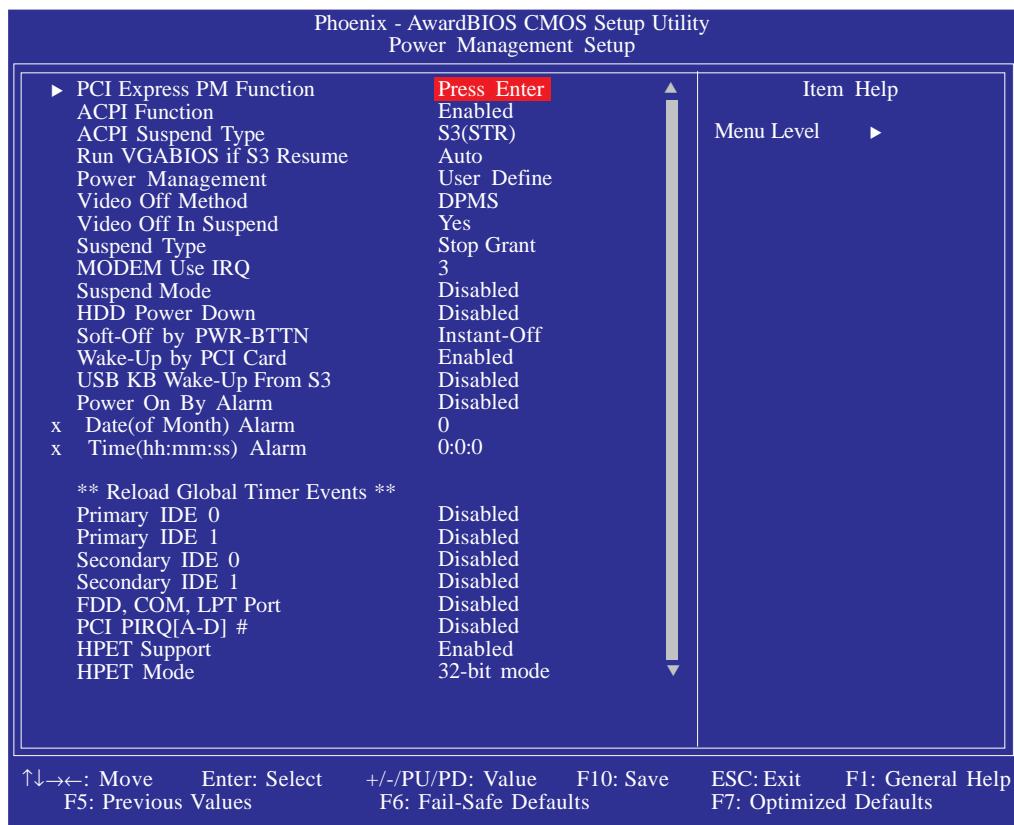 Phoenix - AwardBIOS CMOS Setup Utility
Power Management Setup
▶ PCI Express PM Function Press Enter
ACPI Function Enabled
ACPI Suspend Type S3(STR)
Run VGABIOS if S3 Resume Auto
Power Management User Define
Video Off Method DPMS
Video Off In Suspend Yes
Suspend Type Stop Grant
MODEM Use IRQ 3
Suspend Mode Disabled
HDD Power Down Disabled
Soft-Off by PWR-BTTN Instant-Off
Wake-Up by PCI Card Enabled
USB KB Wake-Up From S3 Disabled
Power On By Alarm Disabled
x Date(of Month) Alarm 0
x Time(hh:mm:ss) Alarm 0:0:0
** Reload Global Timer Events **
Primary IDE 0 Disabled
Primary IDE 1 Disabled
Secondary IDE 0 Disabled
Secondary IDE 1 Disabled
FDD, COM, LPT Port Disabled
PCI PIRQ[A-D] # Disabled
HPET Support Enabled
HPET Mode 32-bit mode
Item Help
Menu Level ▶
↑↓→←: Move Enter: Select +/-/PU/PD: Value F10: Save ESC: Exit F1: General Help
F5: Previous Values F6: Fail-Safe Defaults F7: Optimized Defaults